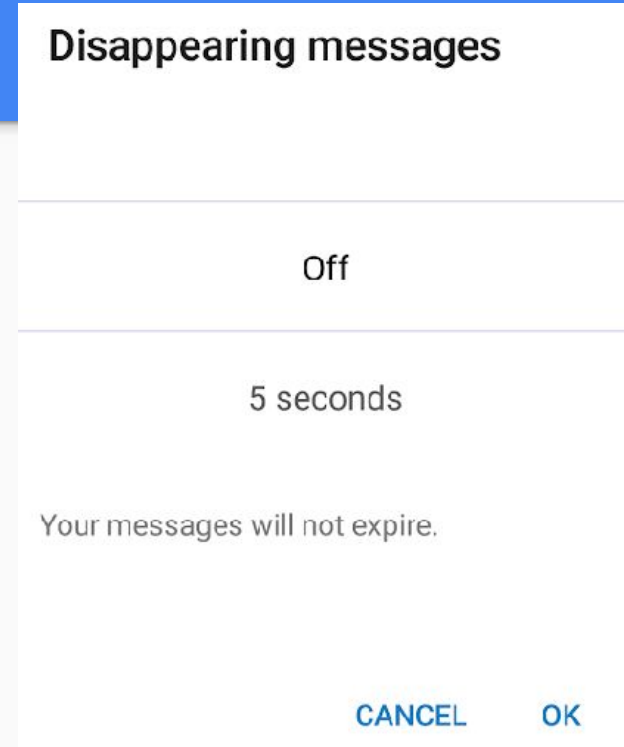 Disappearing messages
Off
5 seconds
Your messages will not expire.
CANCEL OK